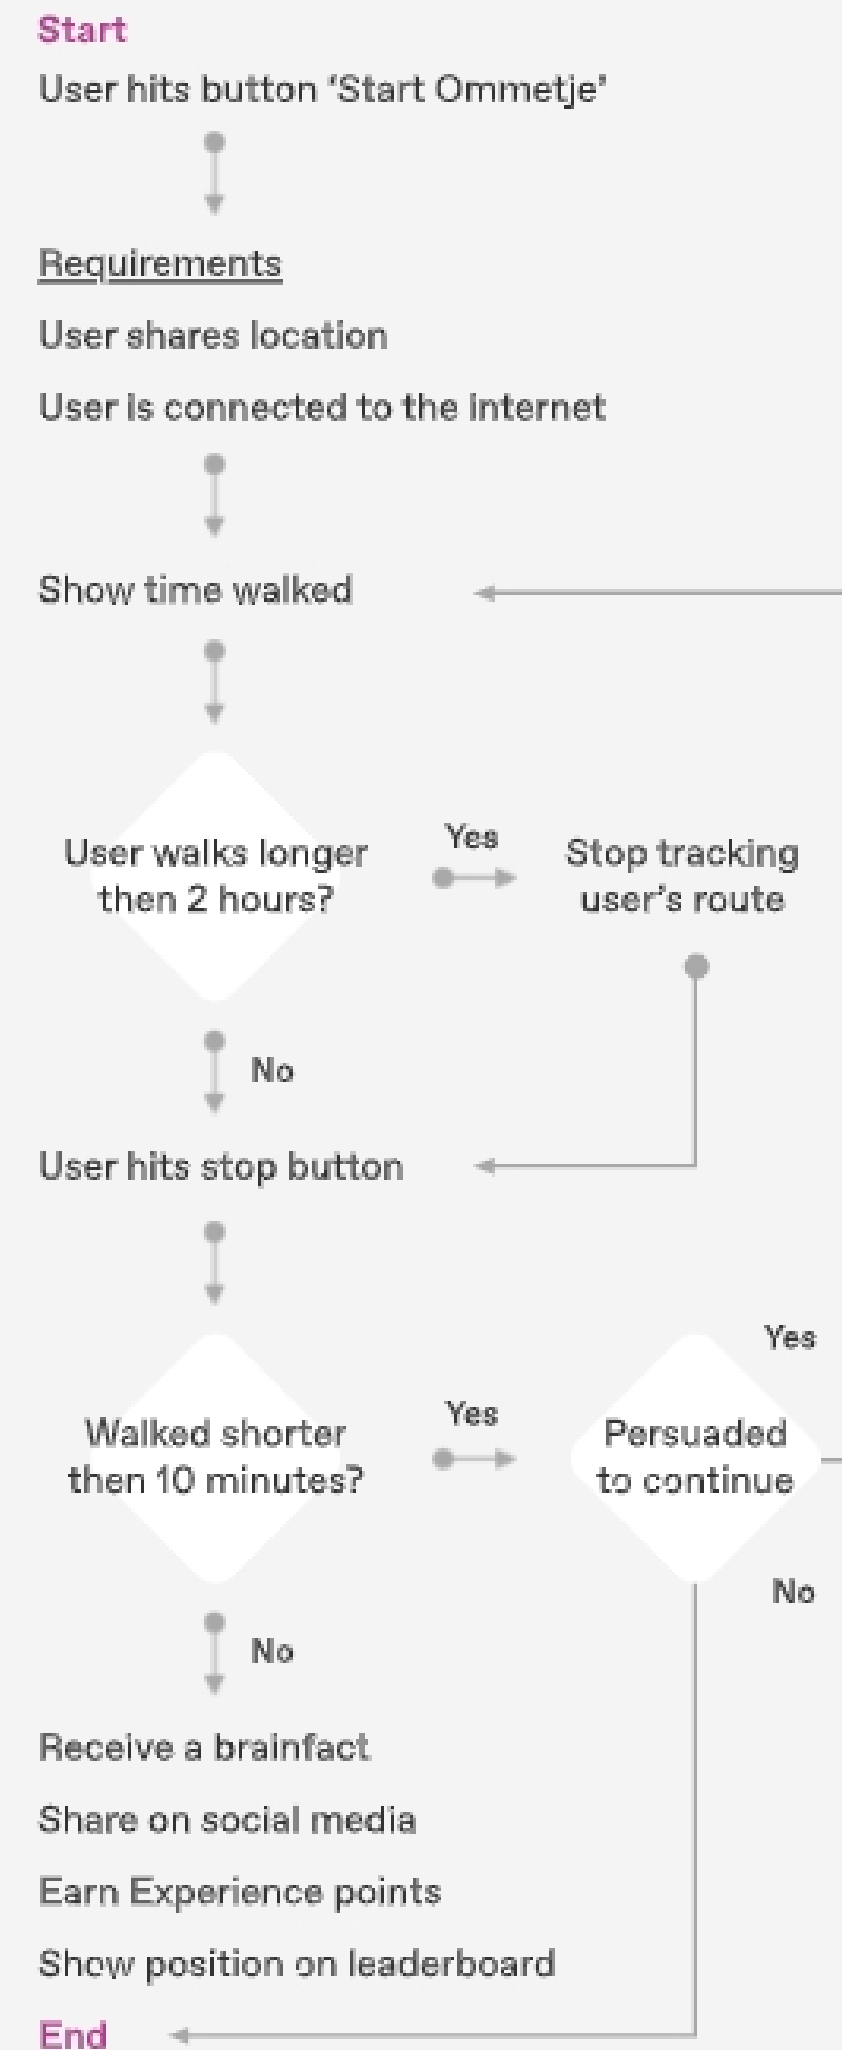 Start
User hits button ‘Start Ommetje’
Requirements
User shares location
User is connected to the internet
Show time walked
User walks longer
then 2 hours?
Yes
Stop tracking
user’s route
No
User hits stop button
Walked shorter
then 10 minutes?
Yes
Persuaded
to continue
Yes
No
No
Receive a brainfact
Share on social media
Earn Experience points
Show position on leaderboard
End